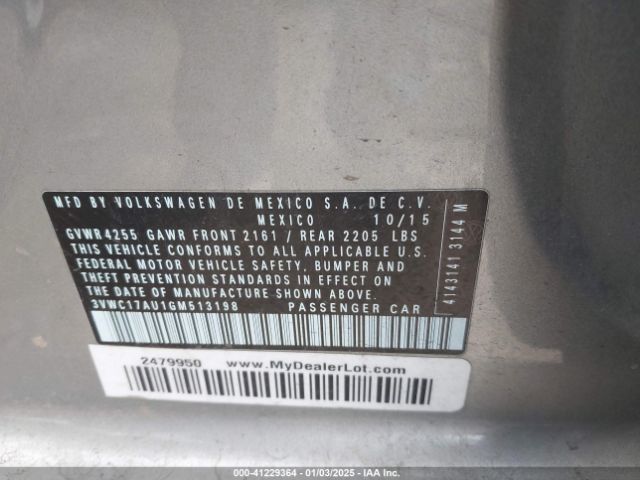 MFD BY VOLKSWAGEN DE MEXICO S.A. DE C.V.
MEXICO 10/15
GVWR 4255 GAWR FRONT 2161 / REAR 2205 LBS
THIS VEHICLE CONFORMS TO ALL APPLICABLE U.S.
FEDERAL MOTOR VEHICLE SAFETY, BUMPER AND
THEFT PREVENTION STANDARDS IN EFFECT ON
THE DATE OF MANUFACTURE SHOWN ABOVE.
3VWC17AU1GM513198 PASSENGER CAR
4143141 3144 M
2479950 www.MyDealerLot.com
000-41229364 | 01/03/2025 | ©IAA Inc.